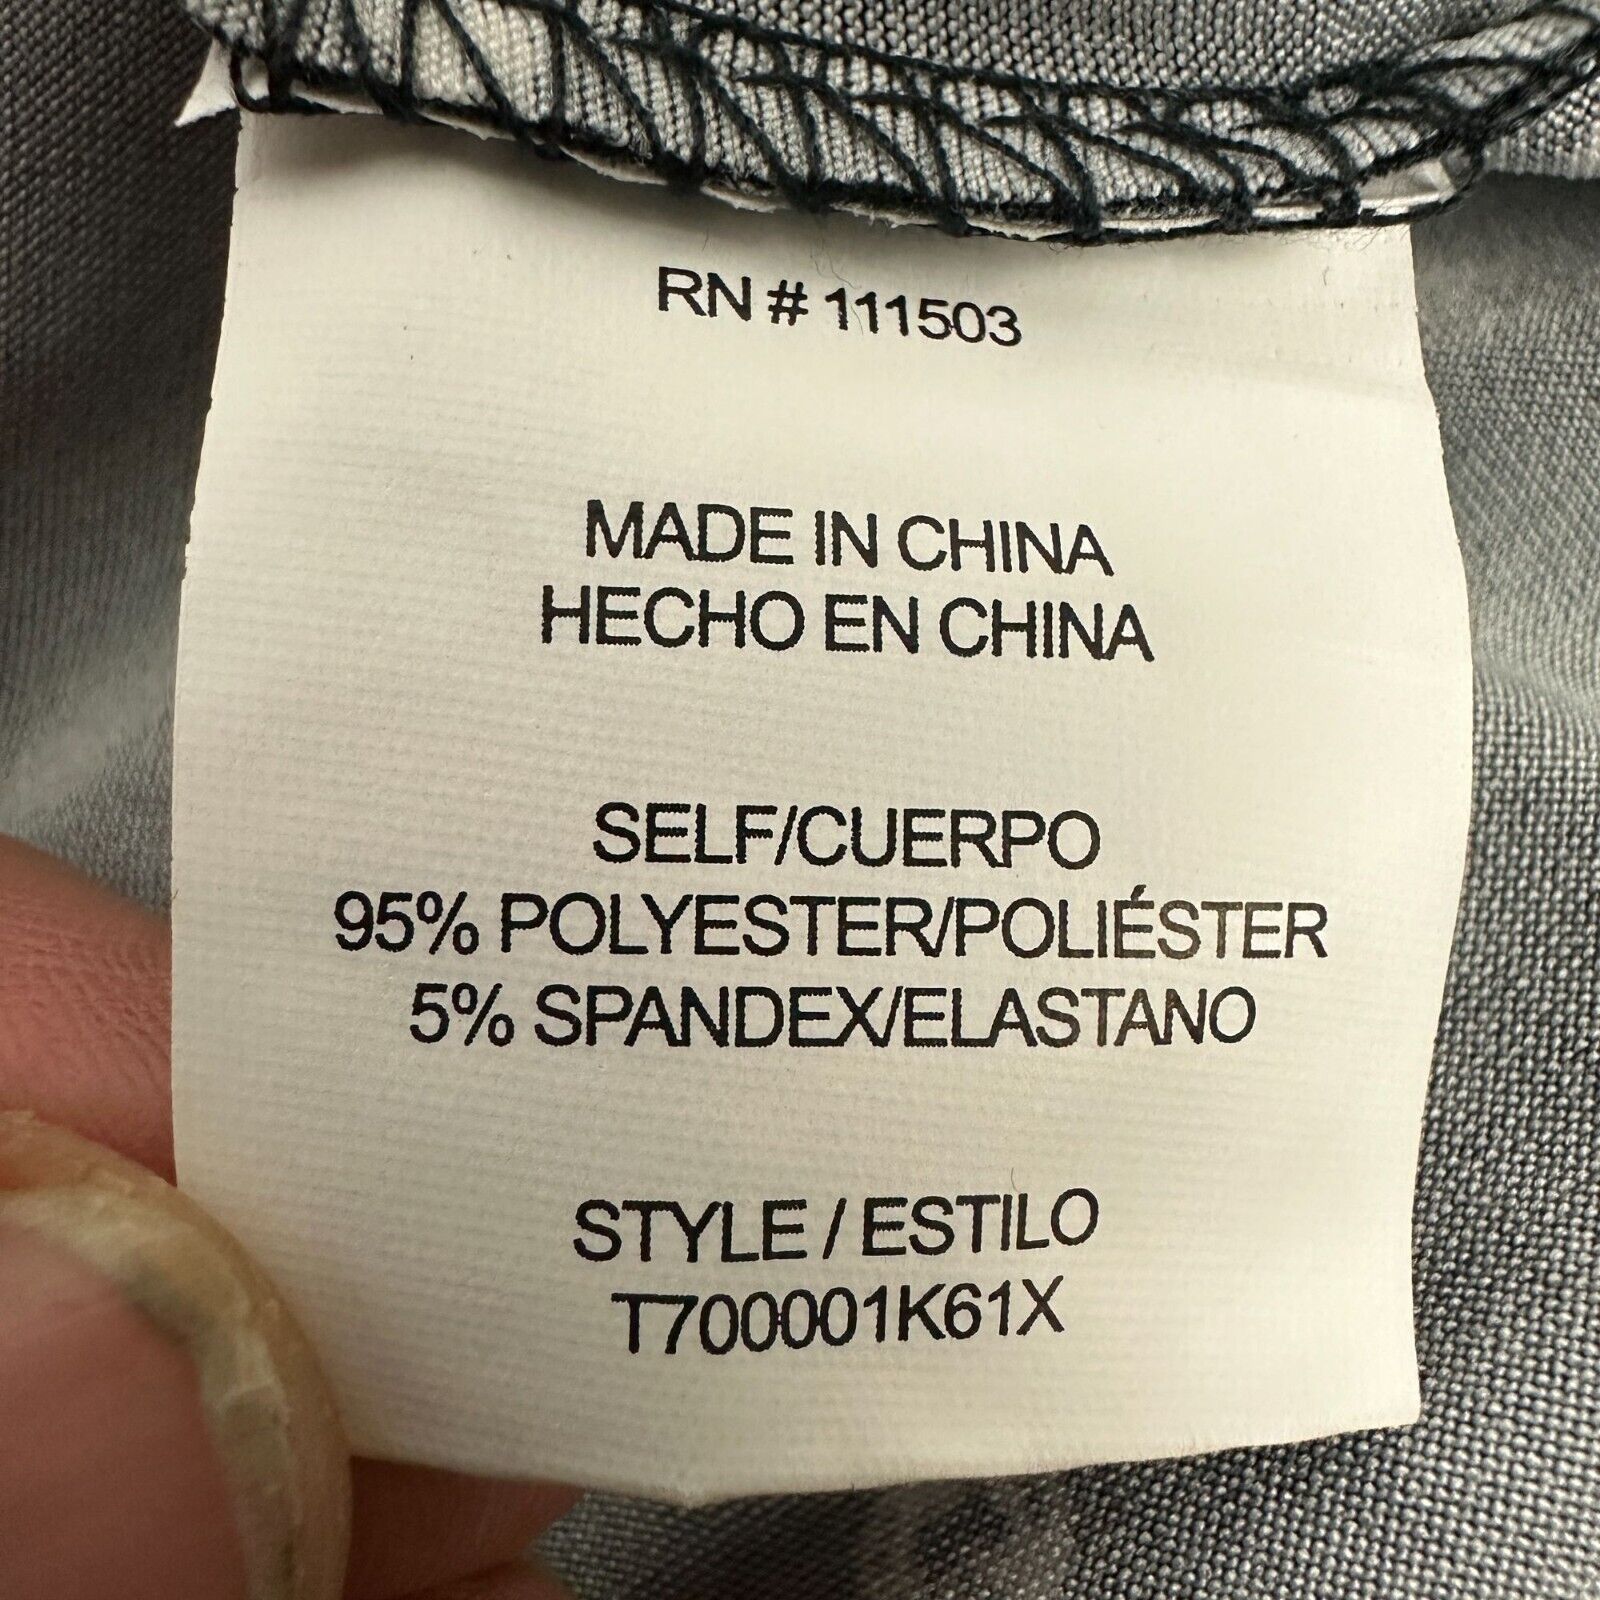 RN # 111503
MADE IN CHINA
HECHO EN CHINA
SELF/CUERPO
95% POLYESTER/POLIÉSTER
5% SPANDEX/ELASTANO
STYLE / ESTILO
T700001K61X